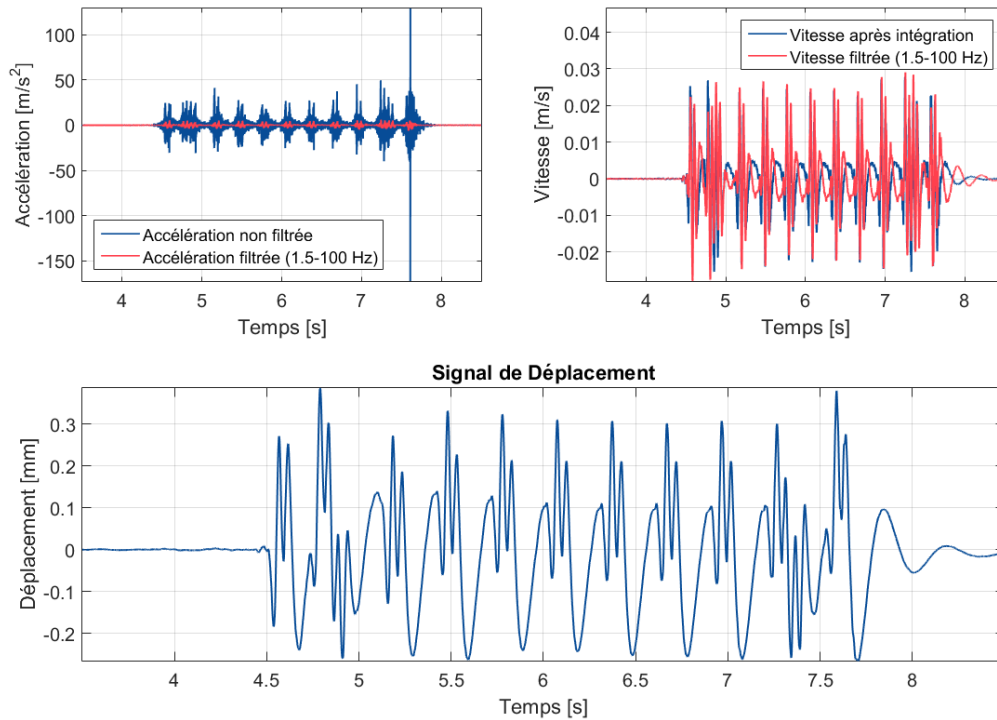 100
50
0
-50
-100
-150
Accélération [m/s²]
4 5 6 7 8
Temps [s]
Accélération non filtrée
Accélération filtrée (1.5-100 Hz)
0.04
0.03
0.02
0.01
0
-0.01
-0.02
Vitesse [m/s]
4 5 6 7 8
Temps [s]
Vitesse après intégration
Vitesse filtrée (1.5-100 Hz)
Signal de Déplacement
0.3
0.2
0.1
0
-0.1
-0.2
Déplacement [mm]
4 4.5 5 5.5 6 6.5 7 7.5 8
Temps [s]